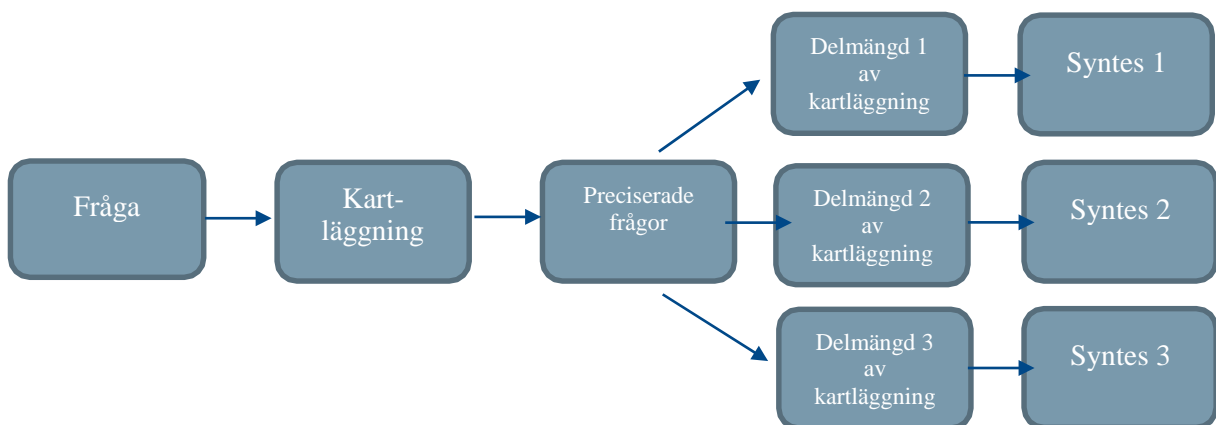 Fråga
Kart-
läggning
Preciserade
frågor
Delmängd 1
av
kartläggning
Syntes 1
Delmängd 2
av
kartläggning
Syntes 2
Delmängd 3
av
kartläggning
Syntes 3